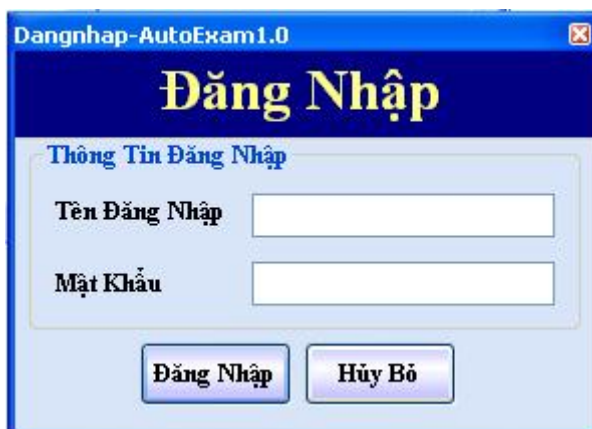 Dangnhap-AutoExam1.0
Đăng Nhập
Thông Tin Đăng Nhập
Tên Đăng Nhập
Mật Khẩu
Đăng Nhập Hủy Bỏ